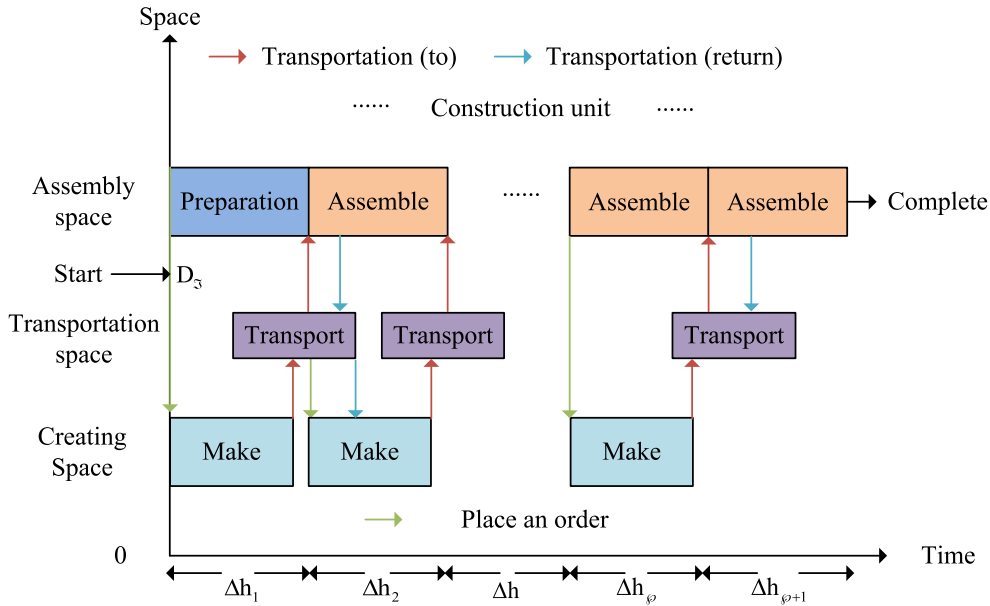 Space
Transportation (to)
Transportation (return)
······ Construction unit ······
Assembly
space
Preparation
Assemble
······
Assemble
Assemble
Complete
Start
D𝔍
Transportation
space
Transport
Transport
Transport
Creating
Space
Make
Make
Make
Place an order
0
Time
Δh₁
Δh₂
Δh
Δh℘
Δh℘₊₁